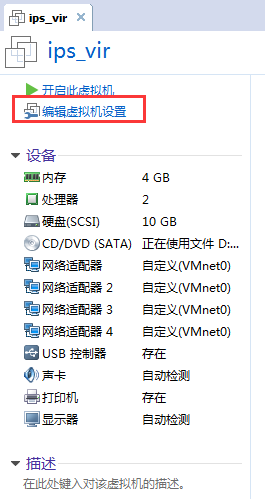 ips_vir
ips_vir
开启此虚拟机
编辑虚拟机设置
设备
内存 4 GB
处理器 2
硬盘(SCSI) 10 GB
CD/DVD (SATA) 正在使用文件 D:...
网络适配器 自定义(VMnet0)
网络适配器 2 自定义(VMnet0)
网络适配器 3 自定义(VMnet0)
网络适配器 4 自定义(VMnet0)
USB 控制器 存在
声卡 自动检测
打印机 存在
显示器 自动检测
描述
在此处键入对该虚拟机的描述。